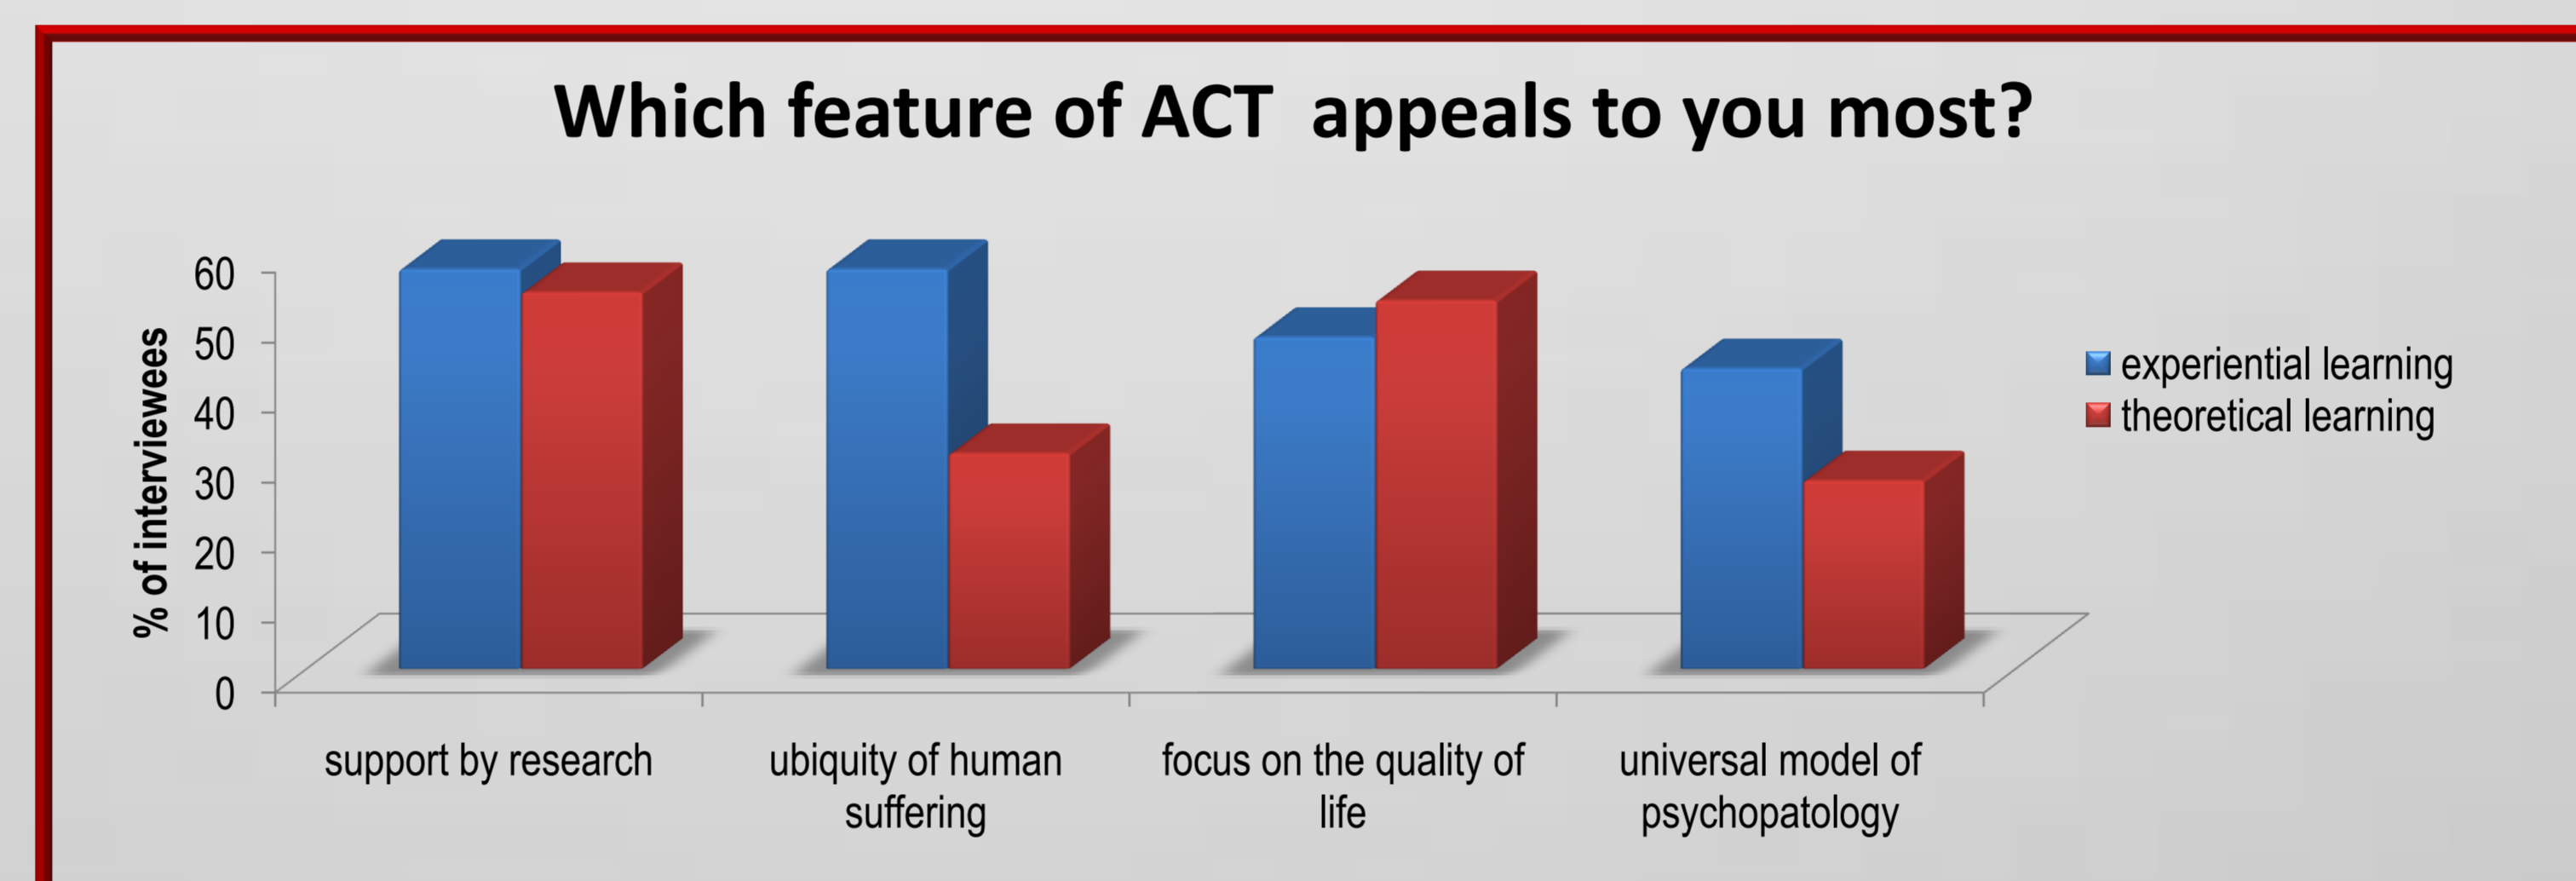 Which feature of ACT  appeals to you most?
% of interviewees
60
50
40
30
20
10
0
support by research
ubiquity of human
suffering
focus on the quality of
life
universal model of
psychopatology
experiential learning
theoretical learning